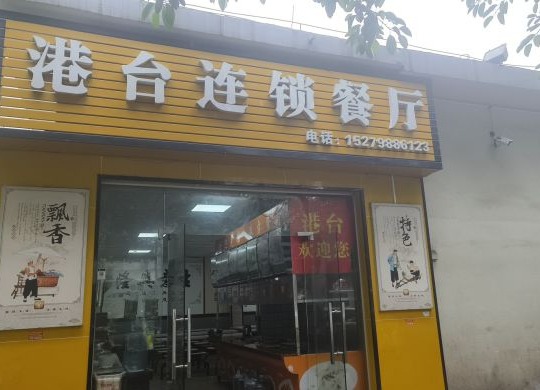 港台连锁餐厅
电话：15279886123
飘香
特色
港台
欢迎您